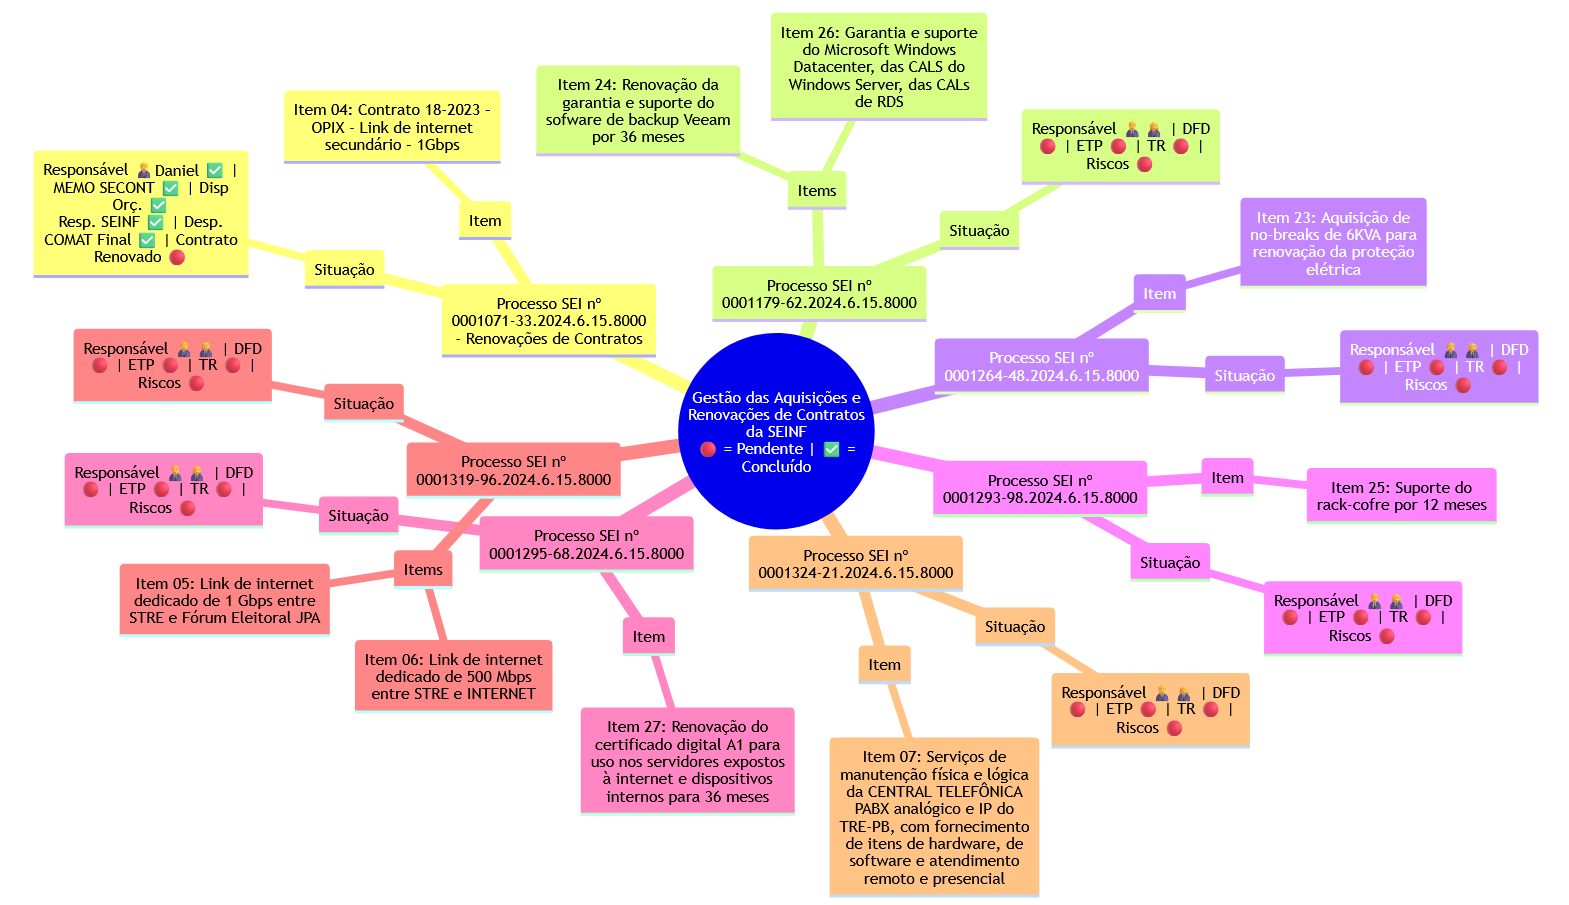 Gestão das Aquisições e
Renovações de Contratos
da SEINF
🔴 = Pendente | ✅ =
Concluído
Processo SEI nº
0001071-33.2024.6.15.8000
- Renovações de Contratos
Item
Item 04: Contrato 18-2023 –
OPIX - Link de internet
secundário – 1Gbps
Situação
Responsável 🤵Daniel ✅ |
MEMO SECONT ✅ | Disp
Orç. ✅
Resp. SEINF ✅ | Desp.
COMAT Final ✅ | Contrato
Renovado 🔴
Processo SEI nº
0001179-62.2024.6.15.8000
Items
Item 24: Renovação da
garantia e suporte do
sofware de backup Veeam
por 36 meses
Item 26: Garantia e suporte
do Microsoft Windows
Datacenter, das CALS do
Windows Server, das CALs
de RDS
Situação
Responsável 🤵 🤵 | DFD
🔴 | ETP 🔴 | TR 🔴 |
Riscos 🔴
Processo SEI nº
0001264-48.2024.6.15.8000
Item
Item 23: Aquisição de
no-breaks de 6KVA para
renovação da proteção
elétrica
Situação
Responsável 🤵 🤵 | DFD
🔴 | ETP 🔴 | TR 🔴 |
Riscos 🔴
Processo SEI nº
0001293-98.2024.6.15.8000
Item
Item 25: Suporte do
rack-cofre por 12 meses
Situação
Responsável 🤵 🤵 | DFD
🔴 | ETP 🔴 | TR 🔴 |
Riscos 🔴
Processo SEI nº
0001324-21.2024.6.15.8000
Item
Item 07: Serviços de
manutenção física e lógica
da CENTRAL TELEFÔNICA
PABX analógico e IP do
TRE-PB, com fornecimento
de itens de hardware, de
software e atendimento
remoto e presencial
Situação
Responsável 🤵 🤵 | DFD
🔴 | ETP 🔴 | TR 🔴 |
Riscos 🔴
Processo SEI nº
0001295-68.2024.6.15.8000
Item
Item 27: Renovação do
certificado digital A1 para
uso nos servidores expostos
à internet e dispositivos
internos para 36 meses
Situação
Responsável 🤵 🤵 | DFD
🔴 | ETP 🔴 | TR 🔴 |
Riscos 🔴
Processo SEI nº
0001319-96.2024.6.15.8000
Items
Item 05: Link de internet
dedicado de 1 Gbps entre
STRE e Fórum Eleitoral JPA
Item 06: Link de internet
dedicado de 500 Mbps
entre STRE e INTERNET
Situação
Responsável 🤵 🤵 | DFD
🔴 | ETP 🔴 | TR 🔴 |
Riscos 🔴